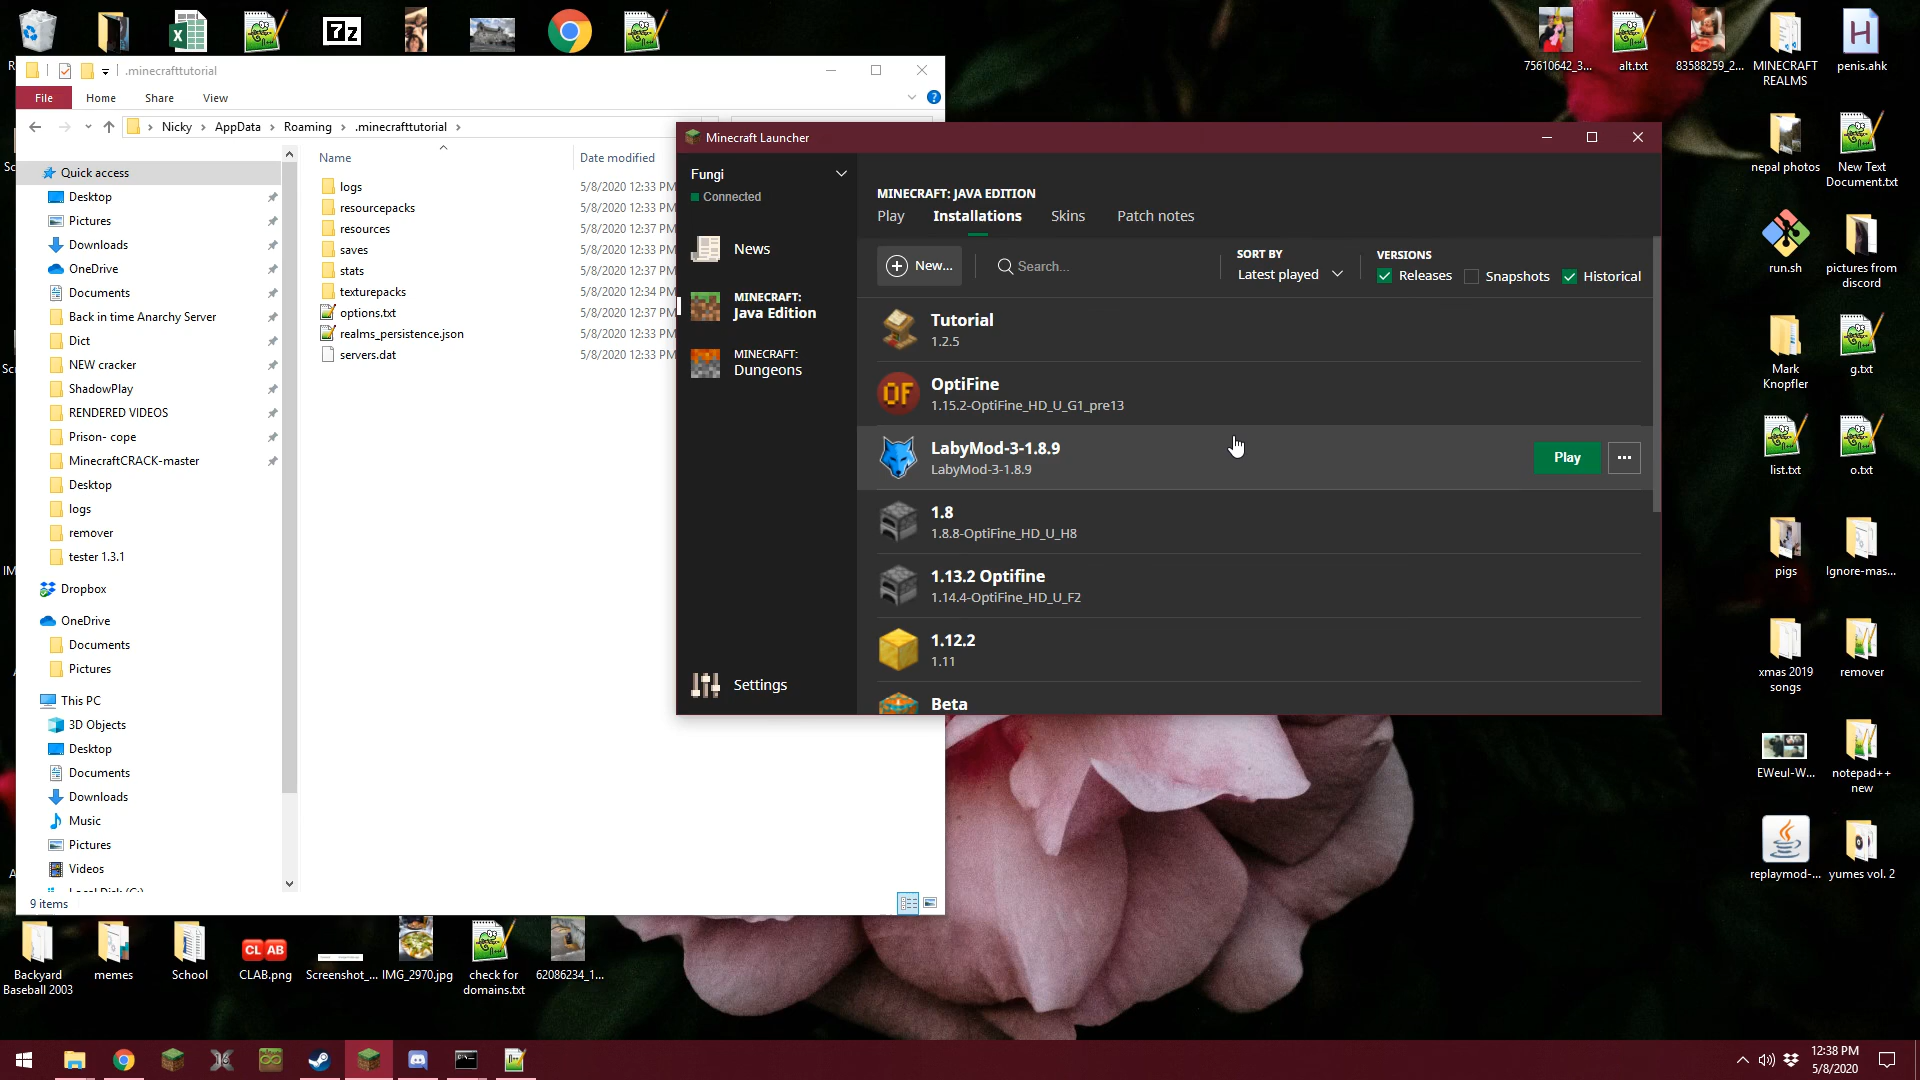 75610642_3...
alt.txt
83588259_2...
MINECRAFT
REALMS
penis.ahk
nepal photos
New Text
Document.txt
run.sh
pictures from
discord
Mark
Knopfler
g.txt
list.txt
o.txt
pigs
Ignore-mas...
xmas 2019
songs
remover
EWeul-W...
notepad++
new
replaymod-...
yumes vol. 2
7z
.minecrafttutorial
File
Home
Share
View
Nicky
AppData
Roaming
.minecrafttutorial
Quick access
Desktop
Pictures
Downloads
OneDrive
Documents
Back in time Anarchy Server
Dict
NEW cracker
ShadowPlay
RENDERED VIDEOS
Prison- cope
MinecraftCRACK-master
Desktop
logs
remover
tester 1.3.1
Dropbox
OneDrive
Documents
Pictures
This PC
3D Objects
Desktop
Documents
Downloads
Music
Pictures
Videos
Name
Date modified
logs
5/8/2020 12:33 PM
resourcepacks
5/8/2020 12:33 PM
resources
5/8/2020 12:37 PM
saves
5/8/2020 12:33 PM
stats
5/8/2020 12:37 PM
texturepacks
5/8/2020 12:34 PM
options.txt
5/8/2020 12:37 PM
realms_persistence.json
5/8/2020 12:33 PM
servers.dat
5/8/2020 12:33 PM
9 items
Minecraft Launcher
Fungi
Connected
News
MINECRAFT:
Java Edition
MINECRAFT:
Dungeons
Settings
MINECRAFT: JAVA EDITION
Play
Installations
Skins
Patch notes
New...
Search...
SORT BY
Latest played
VERSIONS
Releases
Snapshots
Historical
Tutorial
1.2.5
OF
OptiFine
1.15.2-OptiFine_HD_U_G1_pre13
LabyMod-3-1.8.9
LabyMod-3-1.8.9
Play
1.8
1.8.8-OptiFine_HD_U_H8
1.13.2 Optifine
1.14.4-OptiFine_HD_U_F2
1.12.2
1.11
Beta
Backyard
Baseball 2003
memes
School
CL AB
CLAB.png
Screenshot_...
IMG_2970.jpg
check for
domains.txt
62086234_1...
12:38 PM
5/8/2020